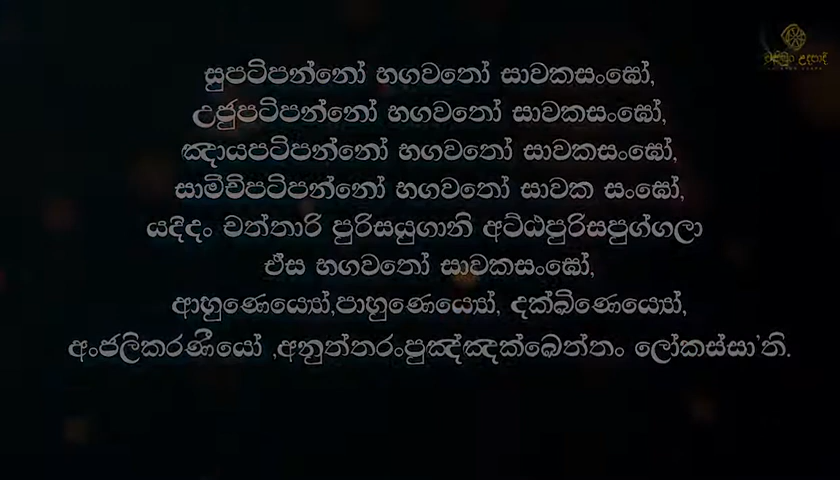 සුපටිපන්නෝ භගවතෝ සාවකසංඝෝ,
උජුපටිපන්නෝ භගවතෝ සාවකසංඝෝ,
ඤායපටිපන්නෝ භගවතෝ සාවකසංඝෝ,
සාමීචිපටිපන්නෝ භගවතෝ සාවක සංඝෝ,
යදිදං චත්තාරි පුරිසයුගානි අට්ඨපුරිසපුග්ගලා
ඒස භගවතෝ සාවකසංඝෝ,
ආහුණෙය්‍යෝ,පාහුණෙය්‍යෝ, දක්ඛිණෙය්‍යෝ,
අංජලිකරණීයෝ ,අනුත්තරංපුඤ්ඤක්ඛෙත්තං ලෝකස්සා'ති.